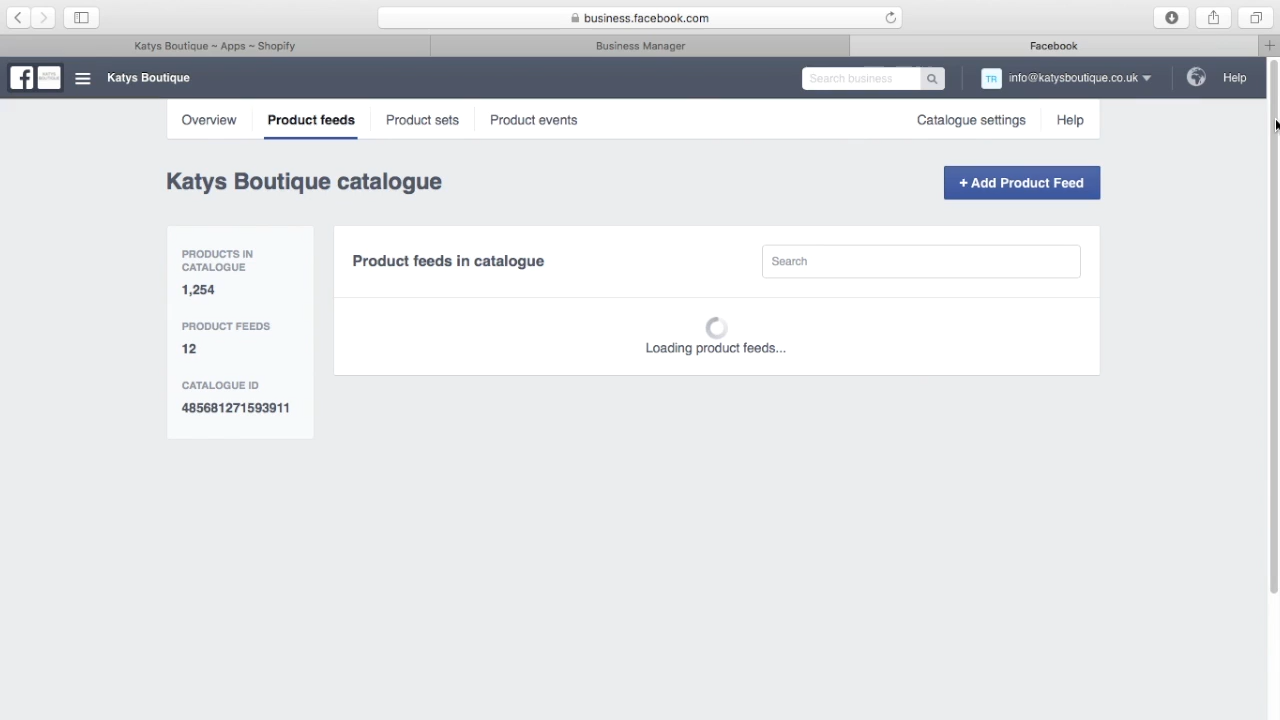 business.facebook.com
Katys Boutique ~ Apps ~ Shopify
Business Manager
Facebook
Katys Boutique
Search business
TR
info@katysboutique.co.uk
Help
Overview
Product feeds
Product sets
Product events
Catalogue settings
Help
Katys Boutique catalogue
+ Add Product Feed
PRODUCTS IN
CATALOGUE
1,254
PRODUCT FEEDS
12
CATALOGUE ID
485681271593911
Product feeds in catalogue
Search
Loading product feeds...